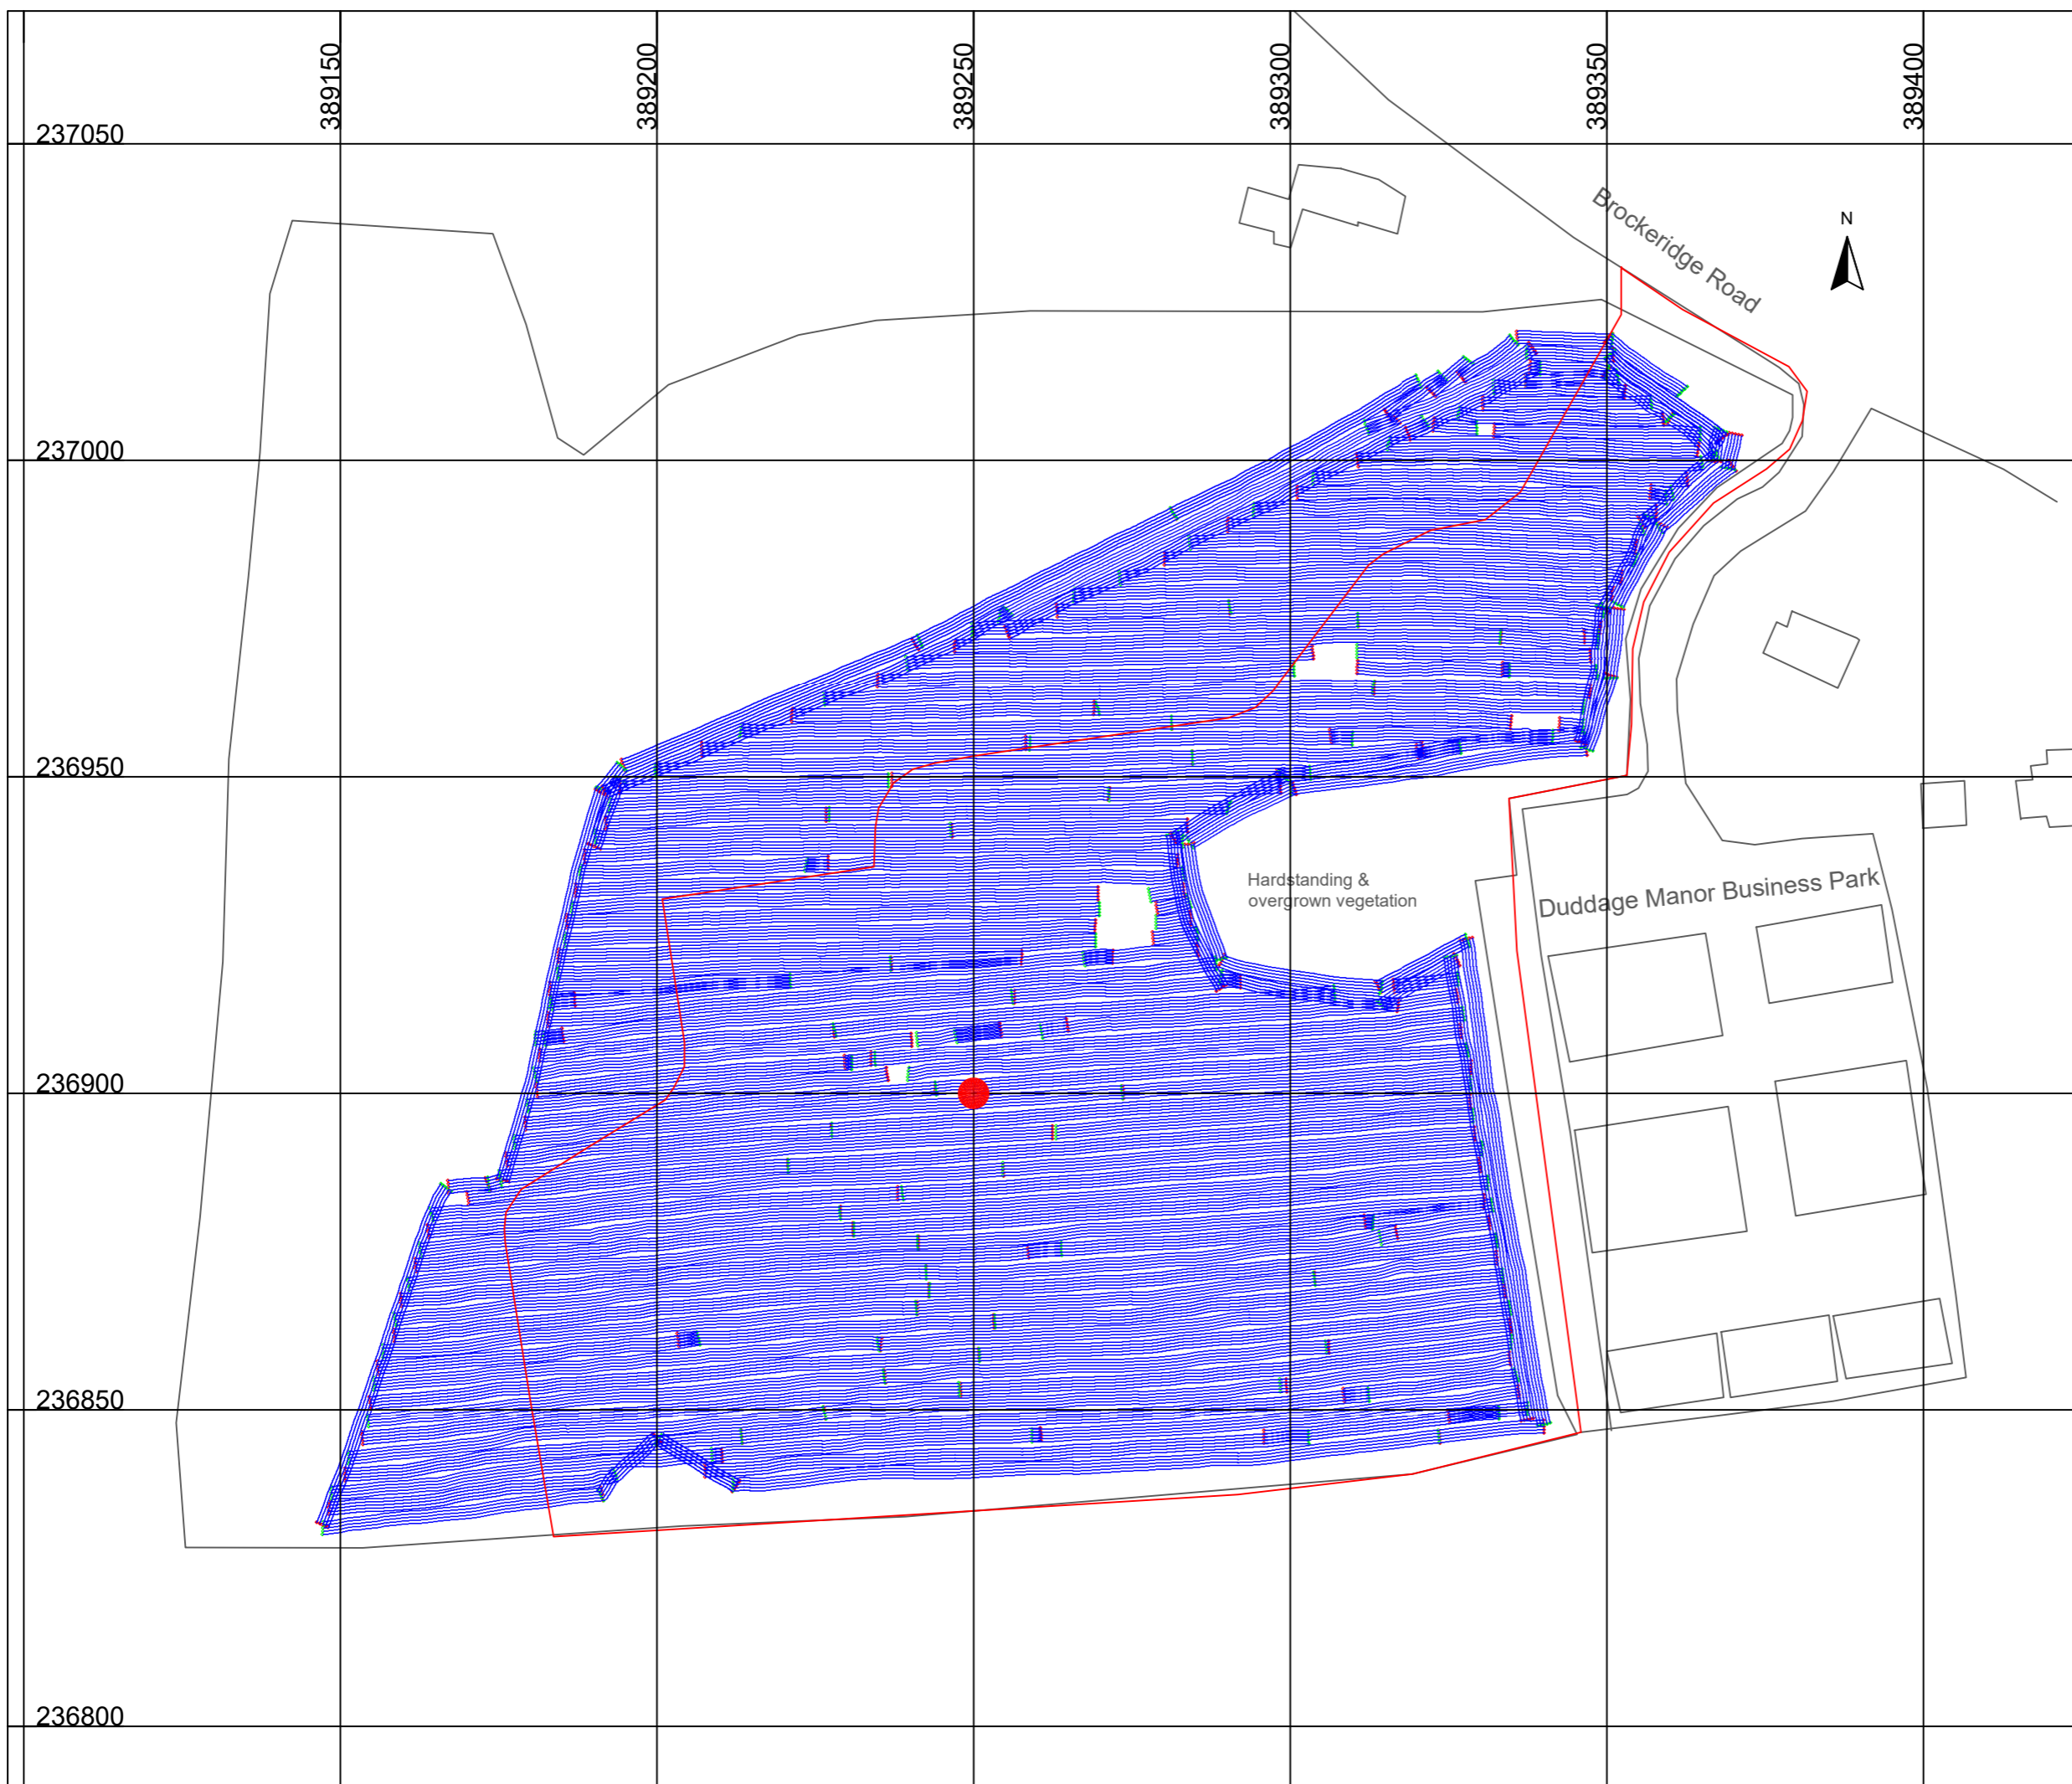 389150
389200
389250
389300
389350
389400
237050
Brockeridge Road
N
237000
236950
Hardstanding &
overgrown vegetation
Duddage Manor Business Park
236900
236850
236800